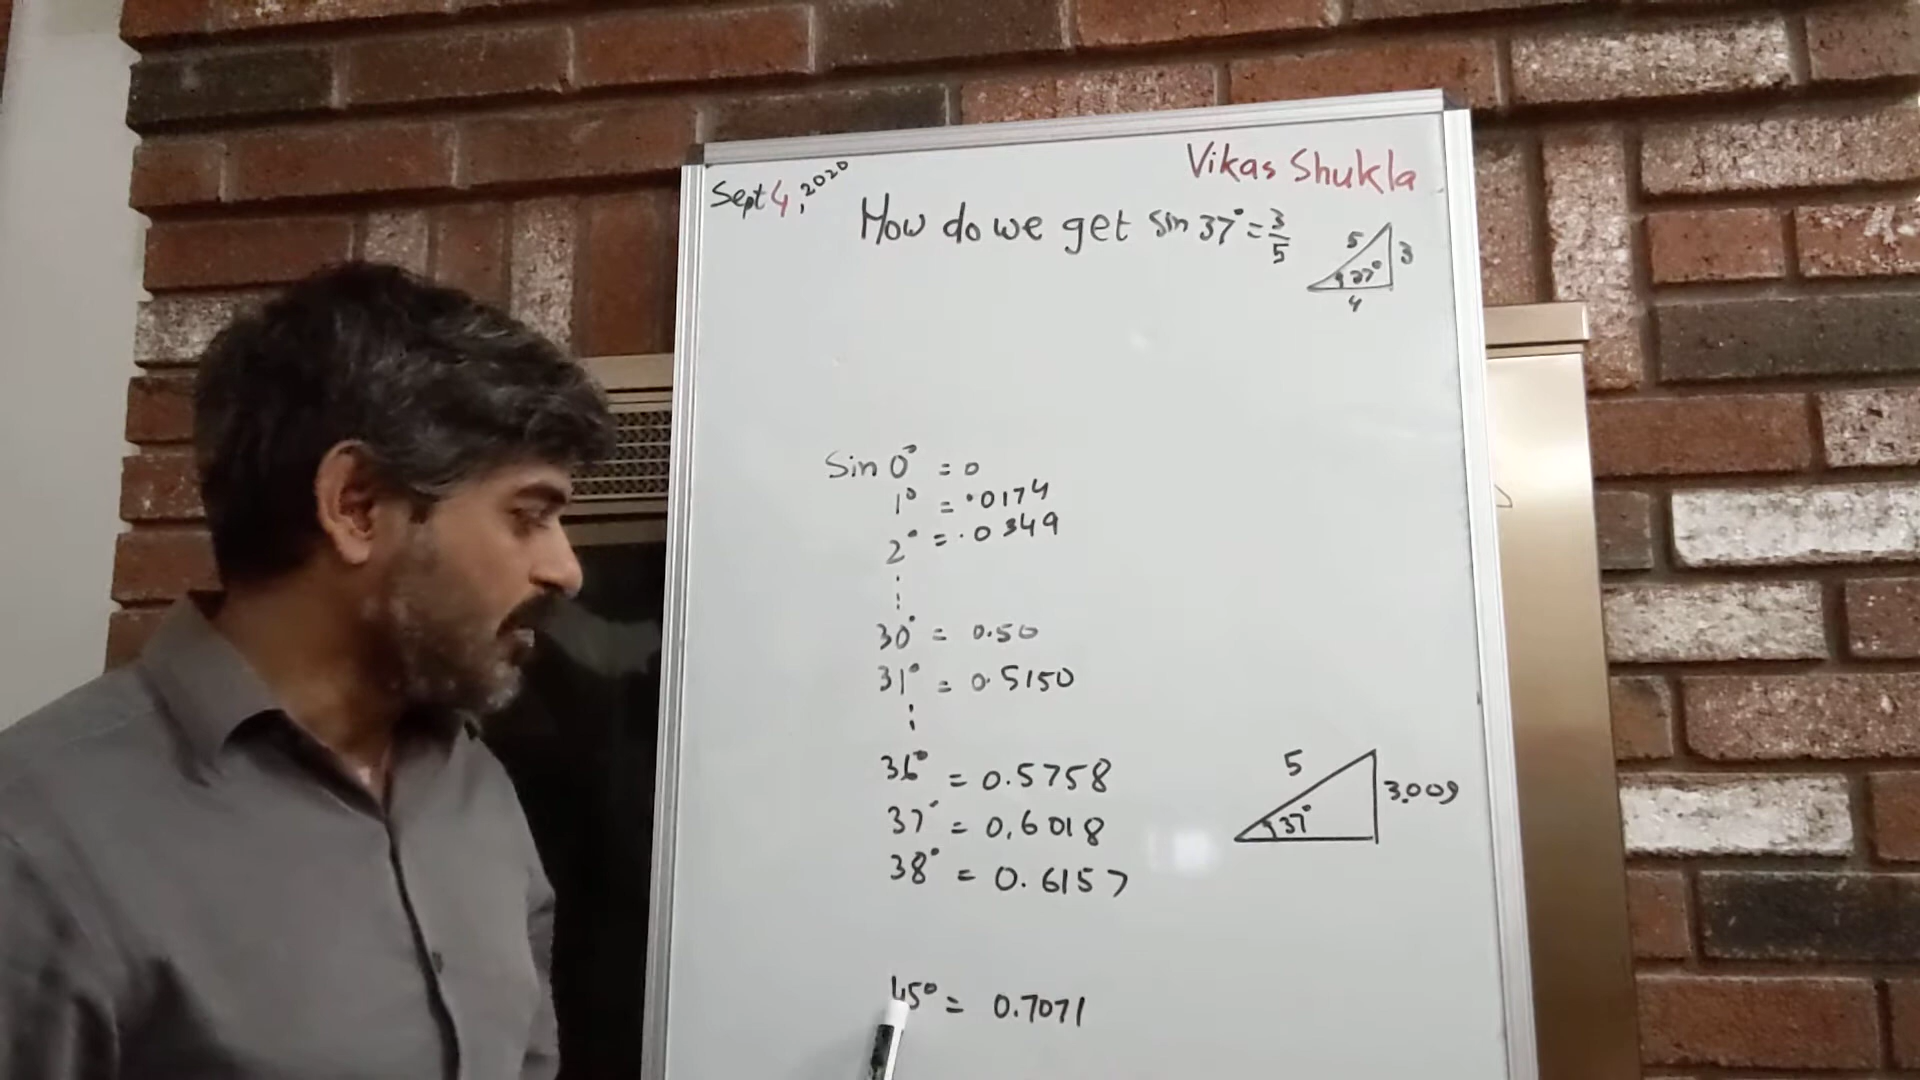 Sept 4, 2020
Vikas Shukla
How do we get sin 37° = 3/5
5
3
37°
4
Sin 0° = 0
1° = .0174
2° = .0349
30° = 0.50
31° = 0.5150
36° = 0.5758
37° = 0.6018
38° = 0.6157
5
3.009
37°
45° = 0.7071